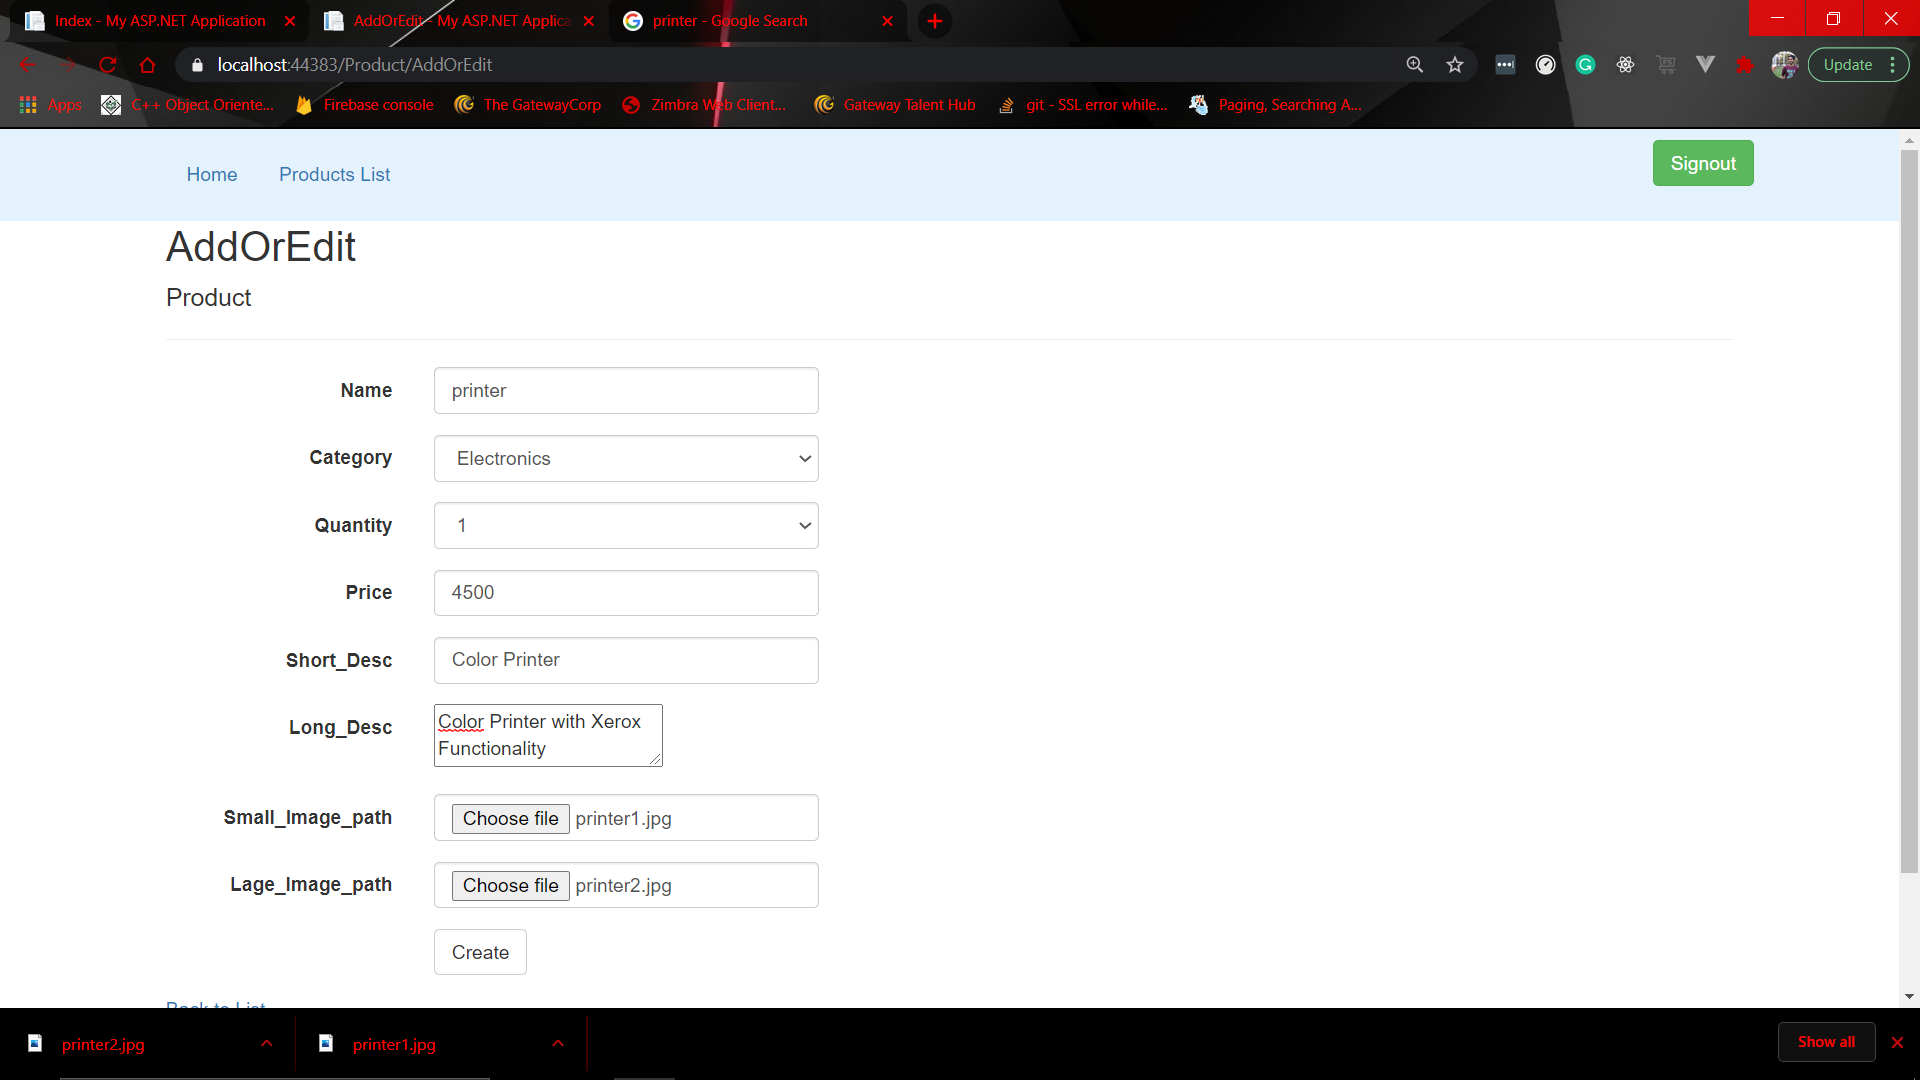 Index - My ASP.NET Application
AddOrEdit - My ASP.NET Applica
printer - Google Search
localhost:44383/Product/AddOrEdit
Update
Apps
C++ Object Oriente...
Firebase console
The GatewayCorp
Zimbra Web Client...
Gateway Talent Hub
git - SSL error while...
Paging, Searching A...
Home
Products List
Signout
AddOrEdit
Product
Name
printer
Category
Electronics
Quantity
1
Price
4500
Short_Desc
Color Printer
Long_Desc
Color Printer with Xerox
Functionality
Small_Image_path
Choose file printer1.jpg
Lage_Image_path
Choose file printer2.jpg
Create
Back to List
printer2.jpg
printer1.jpg
Show all